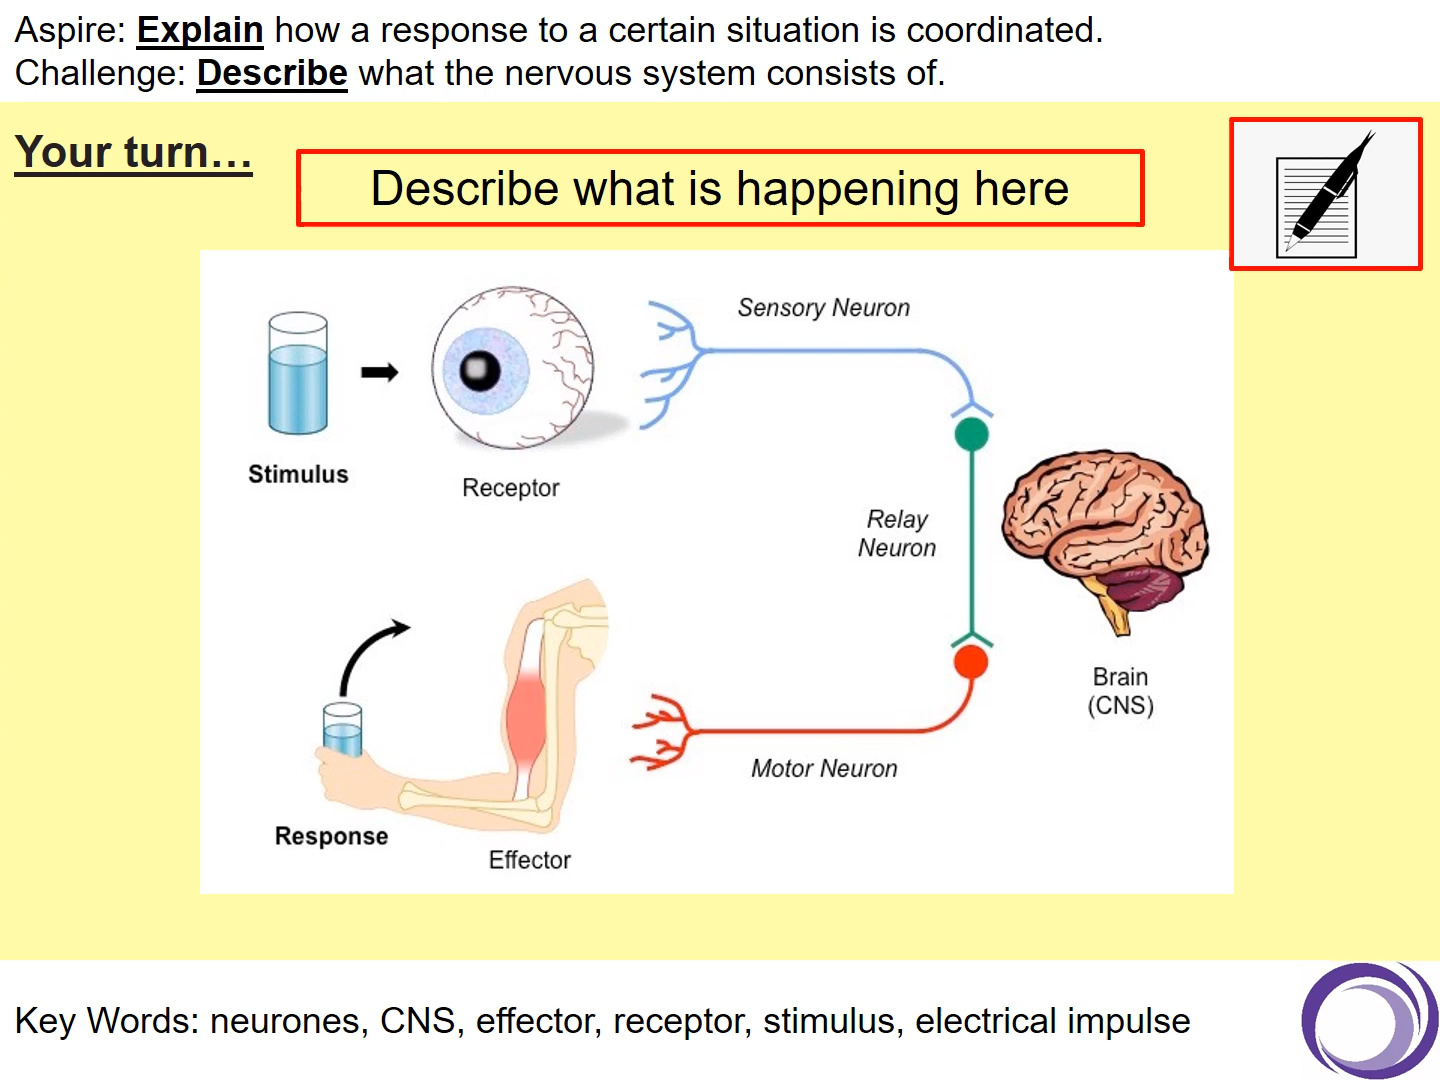 Aspire: Explain how a response to a certain situation is coordinated.
Challenge: Describe what the nervous system consists of.
Your turn…
Describe what is happening here
Sensory Neuron
Stimulus
Receptor
Relay
Neuron
Brain
(CNS)
Motor Neuron
Response
Effector
Key Words: neurones, CNS, effector, receptor, stimulus, electrical impulse